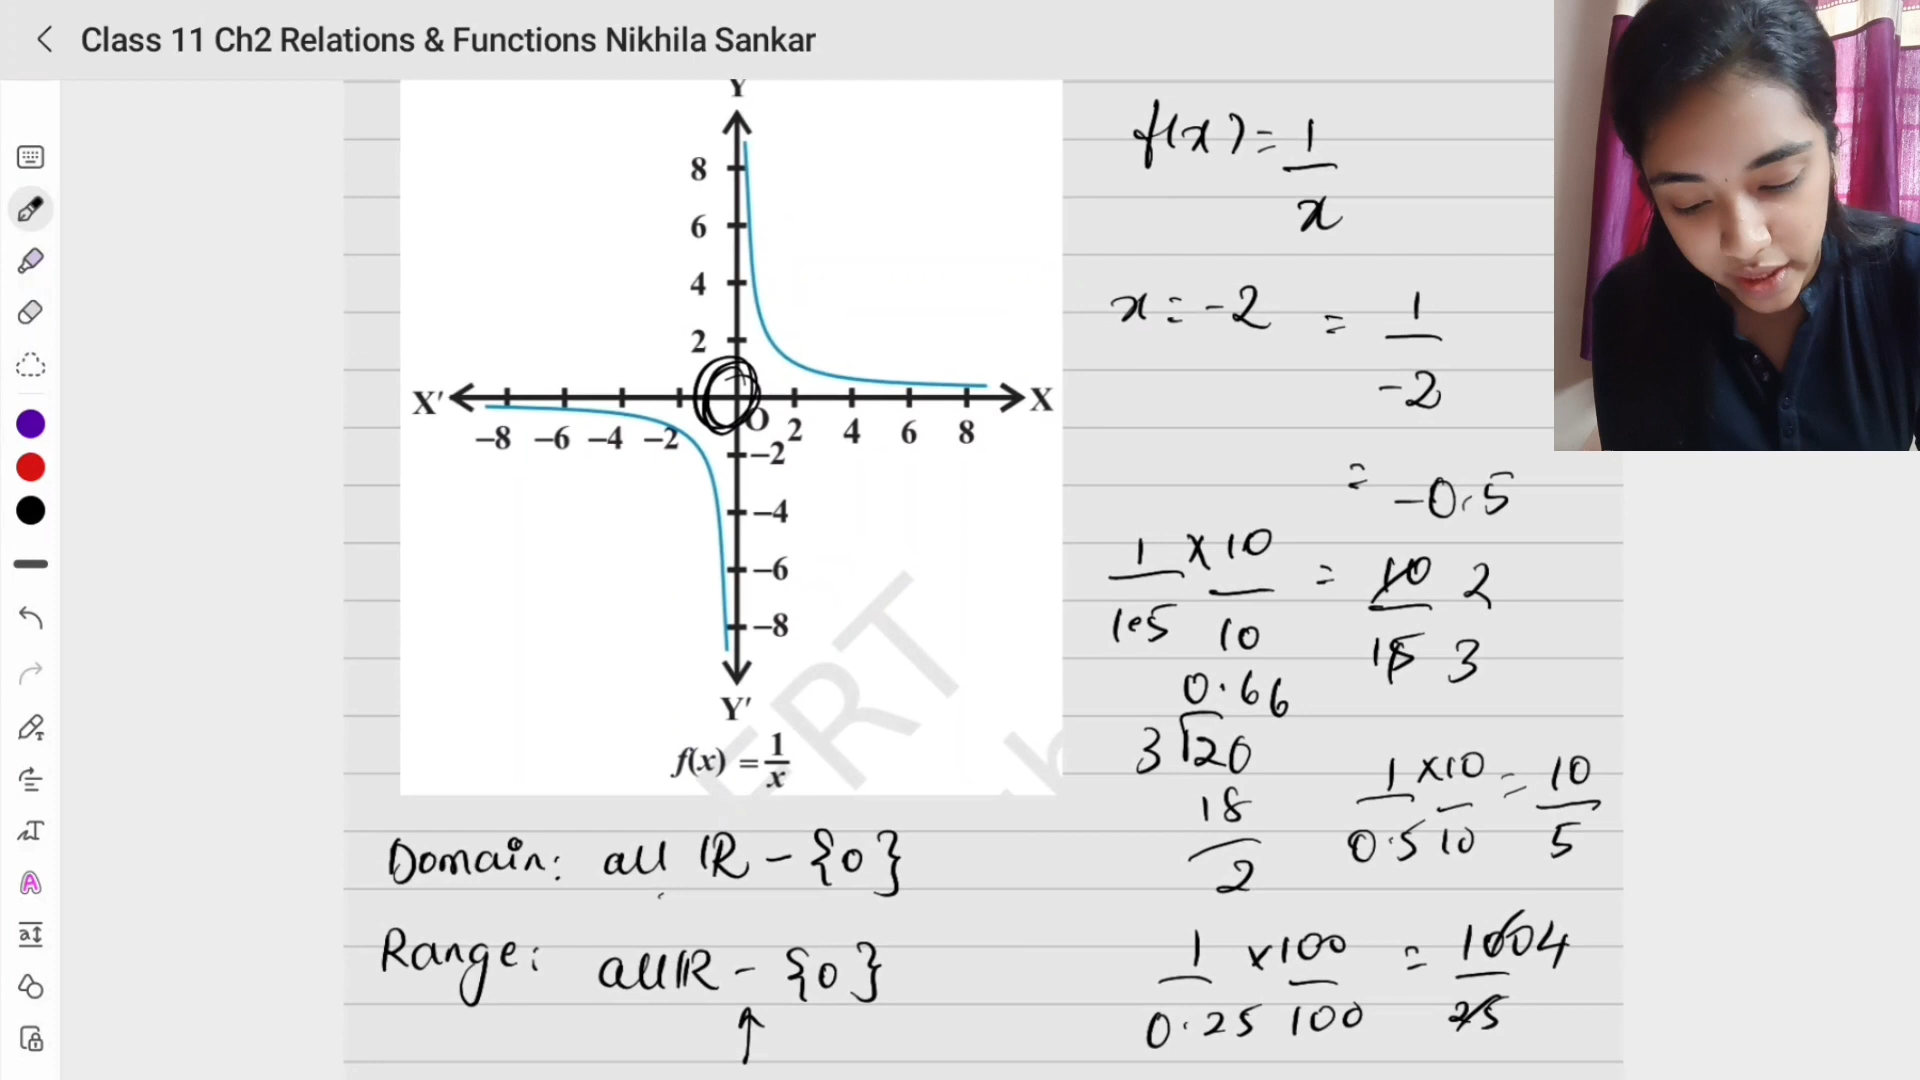 Class 11 Ch2 Relations & Functions Nikhila Sankar
Y
8
6
4
2
X′ X
−8 −6 −4 −2 O 2 4 6 8
−2
−4
−6
−8
Y′
f(x) = 1/x
ERT
Domain: all ℝ - {0}
Range: all ℝ - {0}
↑
f(x) = 1/x
x = -2 = 1/-2
= -0.5
1/1.5 × 10/10 = 10/15 2/3
0.66
3 20
18
2
1/0.5 × 10/10 = 10/5
1/0.25 × 100/100 = 100/25 4
A
aI
T